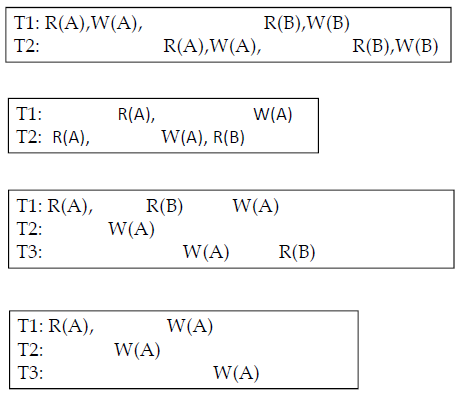 T1: R(A),W(A), R(B),W(B)
T2: R(A),W(A), R(B),W(B)
T1: R(A), W(A)
T2: R(A), W(A), R(B)
T1: R(A), R(B) W(A)
T2: W(A)
T3: W(A) R(B)
T1: R(A), W(A)
T2: W(A)
T3: W(A)